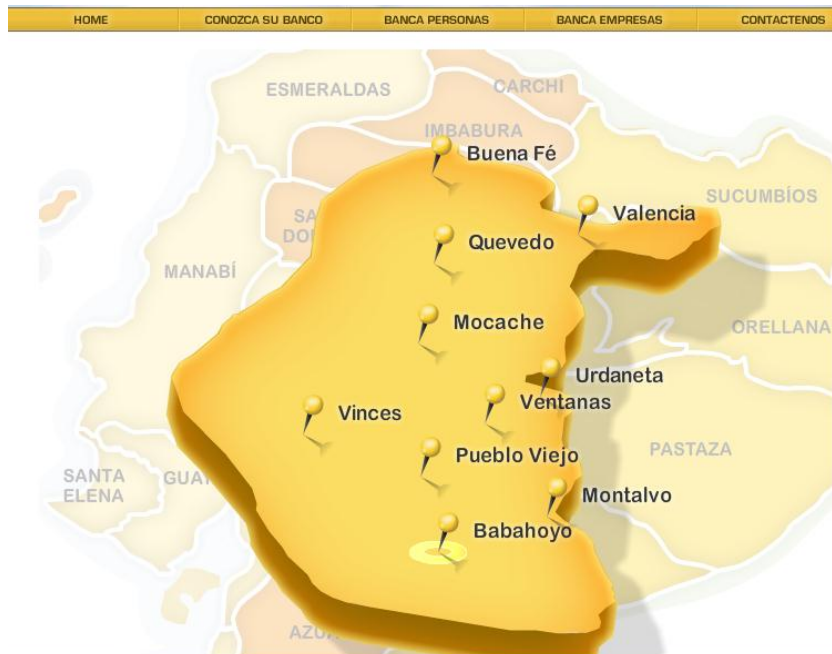 HOME CONOZCA SU BANCO BANCA PERSONAS BANCA EMPRESAS CONTACTENOS
ESMERALDAS
CARCHI
IMBABURA
Buena Fé
SUCUMBÍOS
Valencia
Quevedo
MANABÍ
Mocache
ORELLANA
Urdaneta
Ventanas
Vinces
PASTAZA
Pueblo Viejo
SANTA
ELENA
Montalvo
Babahoyo